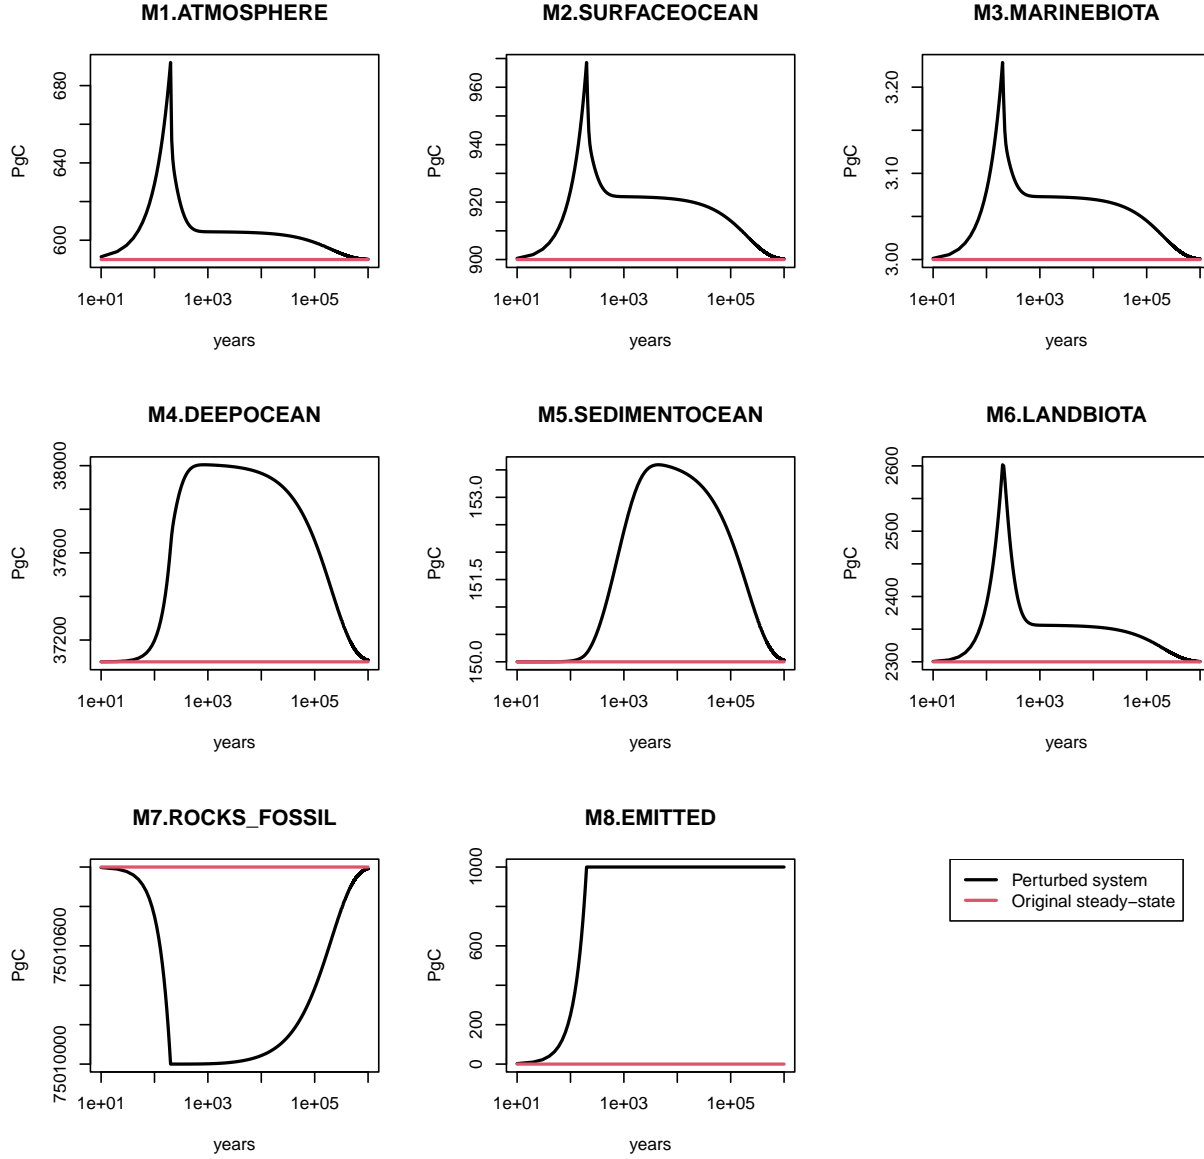 M1.ATMOSPHERE
PgC
680
640
600
1e+01 1e+03 1e+05
years
M2.SURFACEOCEAN
PgC
960
940
920
900
1e+01 1e+03 1e+05
years
M3.MARINEBIOTA
PgC
3.20
3.10
3.00
1e+01 1e+03 1e+05
years
M4.DEEPOCEAN
PgC
38000
37600
37200
1e+01 1e+03 1e+05
years
M5.SEDIMENTOCEAN
PgC
153.0
151.5
150.0
1e+01 1e+03 1e+05
years
M6.LANDBIOTA
PgC
2600
2500
2400
2300
1e+01 1e+03 1e+05
years
M7.ROCKS_FOSSIL
PgC
75010600
75010000
1e+01 1e+03 1e+05
years
M8.EMITTED
PgC
1000
600
200
0
1e+01 1e+03 1e+05
years
Perturbed system
Original steady−state